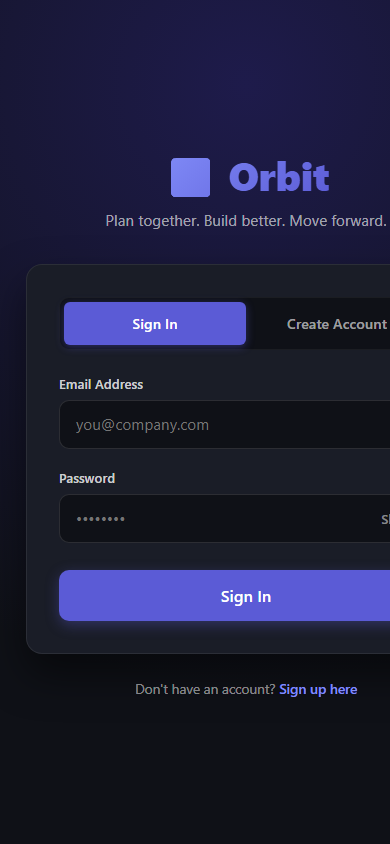 Orbit
Plan together. Build better. Move forward.
Sign In
Create Account
Email Address
you@company.com
Password
••••••••
Sign In
Don't have an account? Sign up here